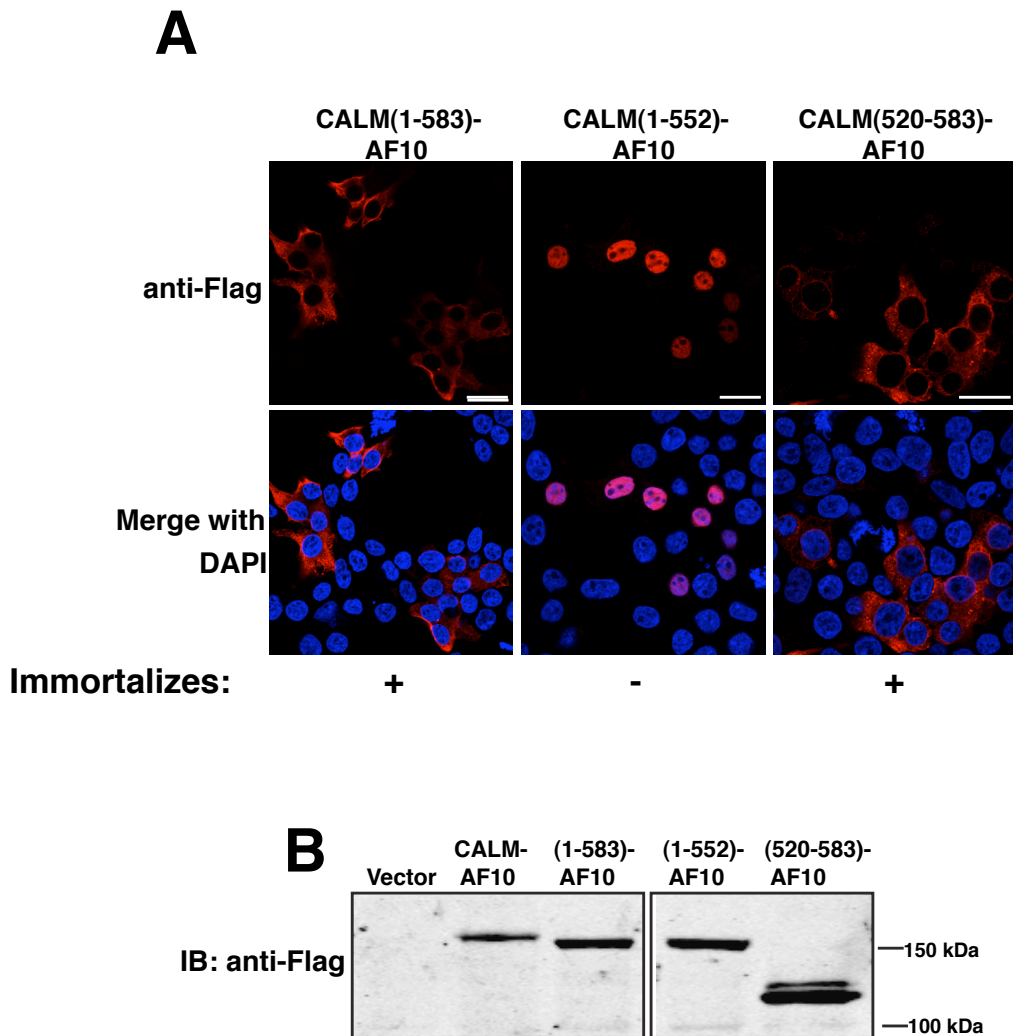 A
CALM(1-583)-
AF10
CALM(1-552)-
AF10
CALM(520-583)-
AF10
anti-Flag
Merge with
DAPI
Immortalizes: + - +
B
Vector
CALM-
AF10
(1-583)-
AF10
(1-552)-
AF10
(520-583)-
AF10
IB: anti-Flag
150 kDa
100 kDa